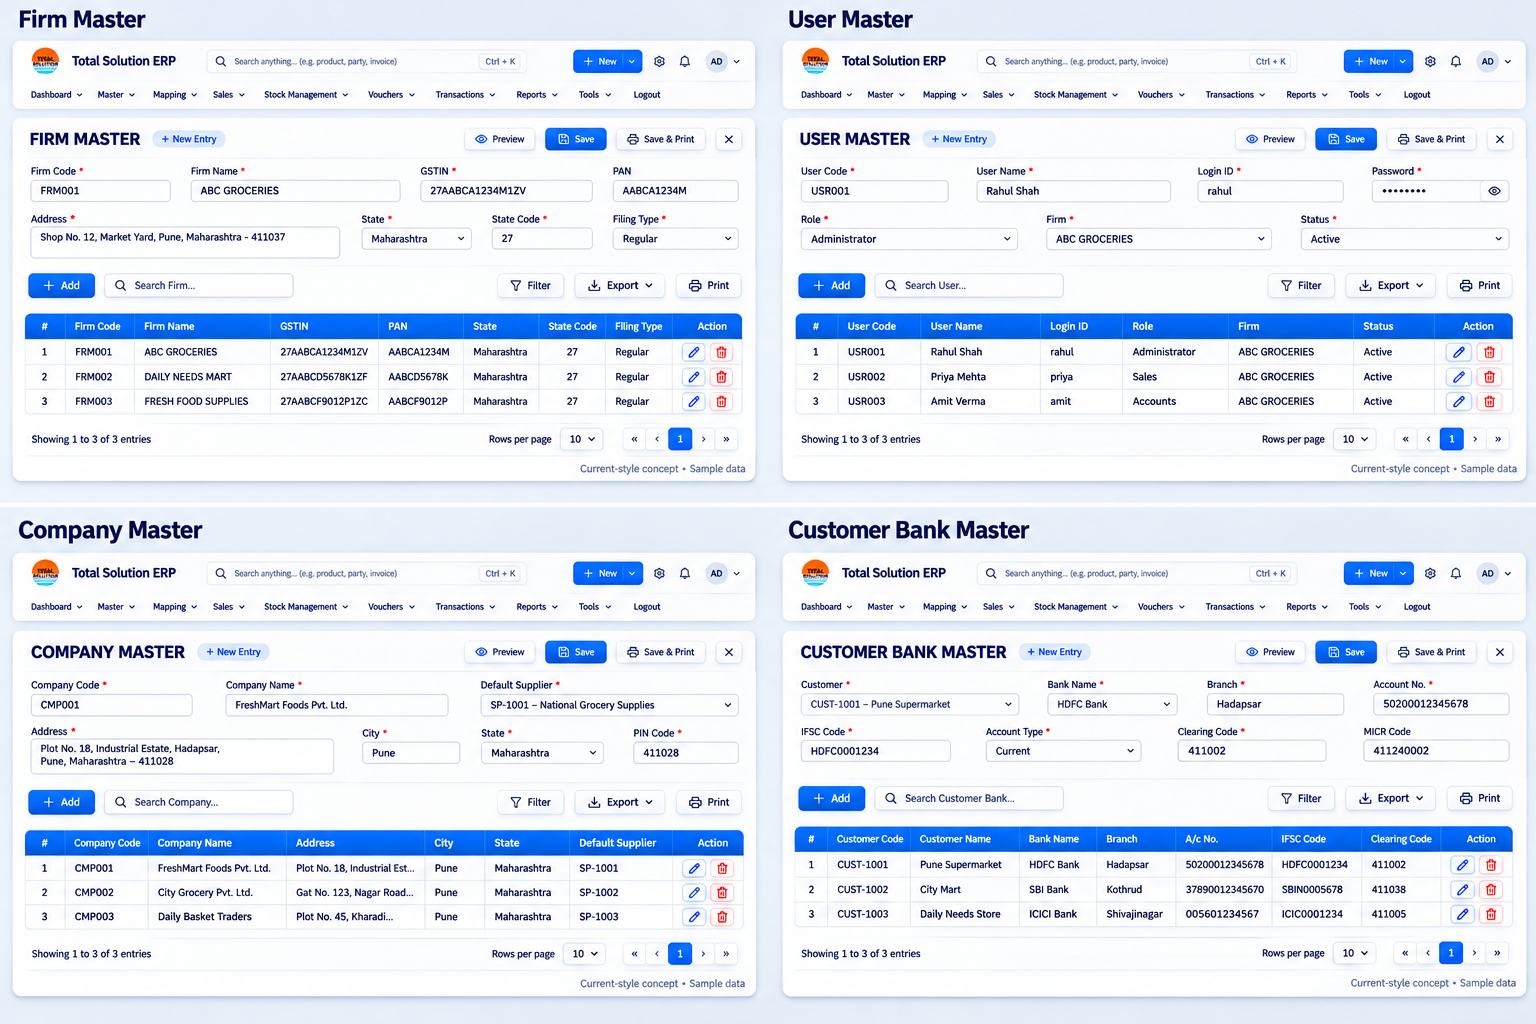 Firm Master
TOTAL SOLUTION
Total Solution ERP
Search anything... (e.g. product, party, invoice)
Ctrl + K
+ New
AD
Dashboard Master Mapping Sales Stock Management Vouchers Transactions Reports Tools Logout
FIRM MASTER
+ New Entry
Preview
Save
Save & Print
Firm Code * Firm Name * GSTIN * PAN
FRM001 ABC GROCERIES 27AABCA1234M1ZV AABCA1234M
Address * State * State Code * Filing Type *
Shop No. 12, Market Yard, Pune, Maharashtra - 411037 Maharashtra 27 Regular
+ Add Search Firm... Filter Export Print
# Firm Code Firm Name GSTIN PAN State State Code Filing Type Action
1 FRM001 ABC GROCERIES 27AABCA1234M1ZV AABCA1234M Maharashtra 27 Regular
2 FRM002 DAILY NEEDS MART 27AABCD5678K1ZF AABCD5678K Maharashtra 27 Regular
3 FRM003 FRESH FOOD SUPPLIES 27AABCF9012P1ZC AABCF9012P Maharashtra 27 Regular
Showing 1 to 3 of 3 entries Rows per page 10 « ‹ 1 › »
Current-style concept • Sample data
User Master
TOTAL SOLUTION
Total Solution ERP
Search anything... (e.g. product, party, invoice)
Ctrl + K
+ New
AD
Dashboard Master Mapping Sales Stock Management Vouchers Transactions Reports Tools Logout
USER MASTER
+ New Entry
Preview
Save
Save & Print
User Code * User Name * Login ID * Password *
USR001 Rahul Shah rahul ••••••••
Role * Firm * Status *
Administrator ABC GROCERIES Active
+ Add Search User... Filter Export Print
# User Code User Name Login ID Role Firm Status Action
1 USR001 Rahul Shah rahul Administrator ABC GROCERIES Active
2 USR002 Priya Mehta priya Sales ABC GROCERIES Active
3 USR003 Amit Verma amit Accounts ABC GROCERIES Active
Showing 1 to 3 of 3 entries Rows per page 10 « ‹ 1 › »
Current-style concept • Sample data
Company Master
TOTAL SOLUTION
Total Solution ERP
Search anything... (e.g. product, party, invoice)
Ctrl + K
+ New
AD
Dashboard Master Mapping Sales Stock Management Vouchers Transactions Reports Tools Logout
COMPANY MASTER
+ New Entry
Preview
Save
Save & Print
Company Code * Company Name * Default Supplier *
CMP001 FreshMart Foods Pvt. Ltd. SP-1001 – National Grocery Supplies
Address * City * State * PIN Code *
Plot No. 18, Industrial Estate, Hadapsar,
Pune, Maharashtra – 411028 Pune Maharashtra 411028
+ Add Search Company... Filter Export Print
# Company Code Company Name Address City State Default Supplier Action
1 CMP001 FreshMart Foods Pvt. Ltd. Plot No. 18, Industrial Est... Pune Maharashtra SP-1001
2 CMP002 City Grocery Pvt. Ltd. Gat No. 123, Nagar Road... Pune Maharashtra SP-1002
3 CMP003 Daily Basket Traders Plot No. 45, Kharadi... Pune Maharashtra SP-1003
Showing 1 to 3 of 3 entries Rows per page 10 « ‹ 1 › »
Current-style concept • Sample data
Customer Bank Master
TOTAL SOLUTION
Total Solution ERP
Search anything... (e.g. product, party, invoice)
Ctrl + K
+ New
AD
Dashboard Master Mapping Sales Stock Management Vouchers Transactions Reports Tools Logout
CUSTOMER BANK MASTER
+ New Entry
Preview
Save
Save & Print
Customer * Bank Name * Branch * Account No. *
CUST-1001 – Pune Supermarket HDFC Bank Hadapsar 50200012345678
IFSC Code * Account Type * Clearing Code * MICR Code
HDFC0001234 Current 411002 411240002
+ Add Search Customer Bank... Filter Export Print
# Customer Code Customer Name Bank Name Branch A/c No. IFSC Code Clearing Code Action
1 CUST-1001 Pune Supermarket HDFC Bank Hadapsar 50200012345678 HDFC0001234 411002
2 CUST-1002 City Mart SBI Bank Kothrud 37890012345670 SBIN0005678 411038
3 CUST-1003 Daily Needs Store ICICI Bank Shivajinagar 005601234567 ICIC0001234 411005
Showing 1 to 3 of 3 entries Rows per page 10 « ‹ 1 › »
Current-style concept • Sample data